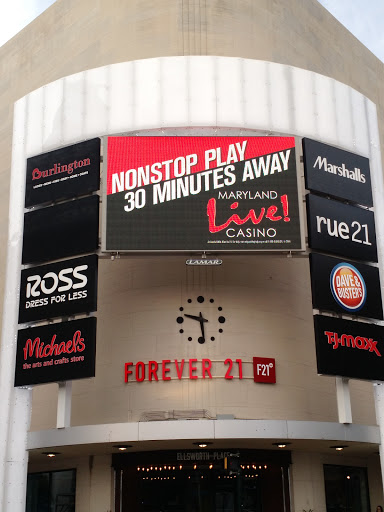 Burlington
NONSTOP PLAY
30 MINUTES AWAY
MARYLAND
Live!
CASINO
Marshalls
rue21
ROSS
DRESS FOR LESS
LAMAR
DAVE &
BUSTER'S
Michaels
the arts and crafts store
T.J.maxx
FOREVER 21
F21
ELLSWORTH-PLACE